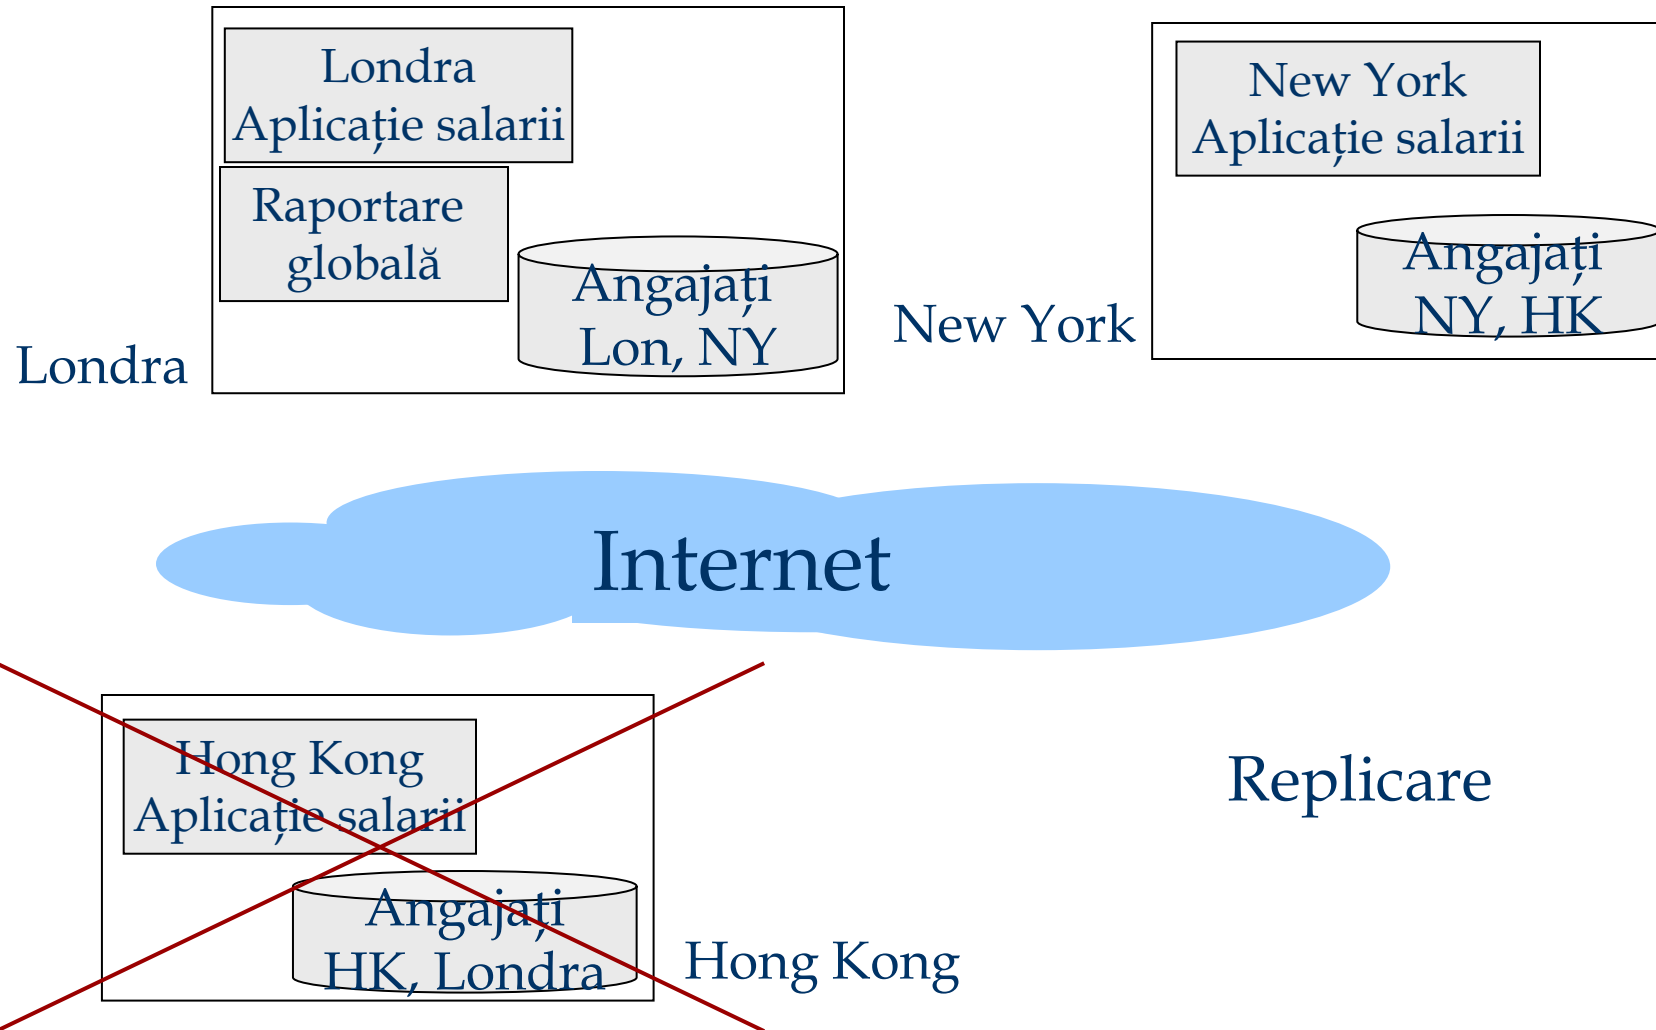 Londra
Aplicație salarii
Raportare
globală
Angajați
Lon, NY
Londra
New York
Aplicație salarii
Angajați
NY, HK
New York
Internet
Hong Kong
Aplicație salarii
Angajați
HK, Londra
Hong Kong
Replicare